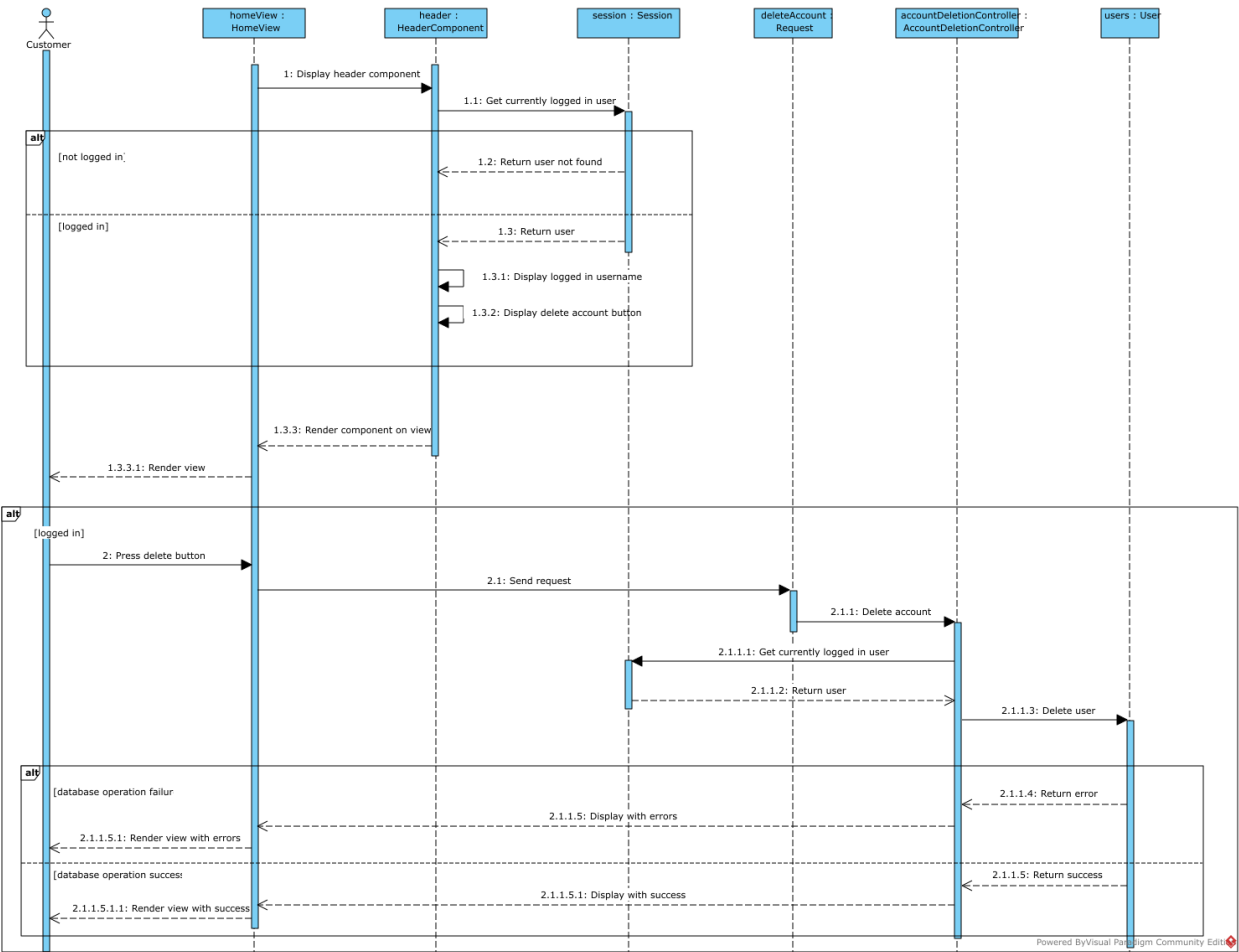 homeView :
HomeView
header :
HeaderComponent
session : Session
deleteAccount :
Request
accountDeletionController :
AccountDeletionController
users : User
Customer
1: Display header component
1.1: Get currently logged in user
alt
[not logged in]
1.2: Return user not found
[logged in]
1.3: Return user
1.3.1: Display logged in username
1.3.2: Display delete account button
1.3.3: Render component on view
1.3.3.1: Render view
alt
[logged in]
2: Press delete button
2.1: Send request
2.1.1: Delete account
2.1.1.1: Get currently logged in user
2.1.1.2: Return user
2.1.1.3: Delete user
alt
[database operation failur
2.1.1.4: Return error
2.1.1.5: Display with errors
2.1.1.5.1: Render view with errors
[database operation success
2.1.1.5: Return success
2.1.1.5.1: Display with success
2.1.1.5.1.1: Render view with success
Powered By Visual Paradigm Community Editi